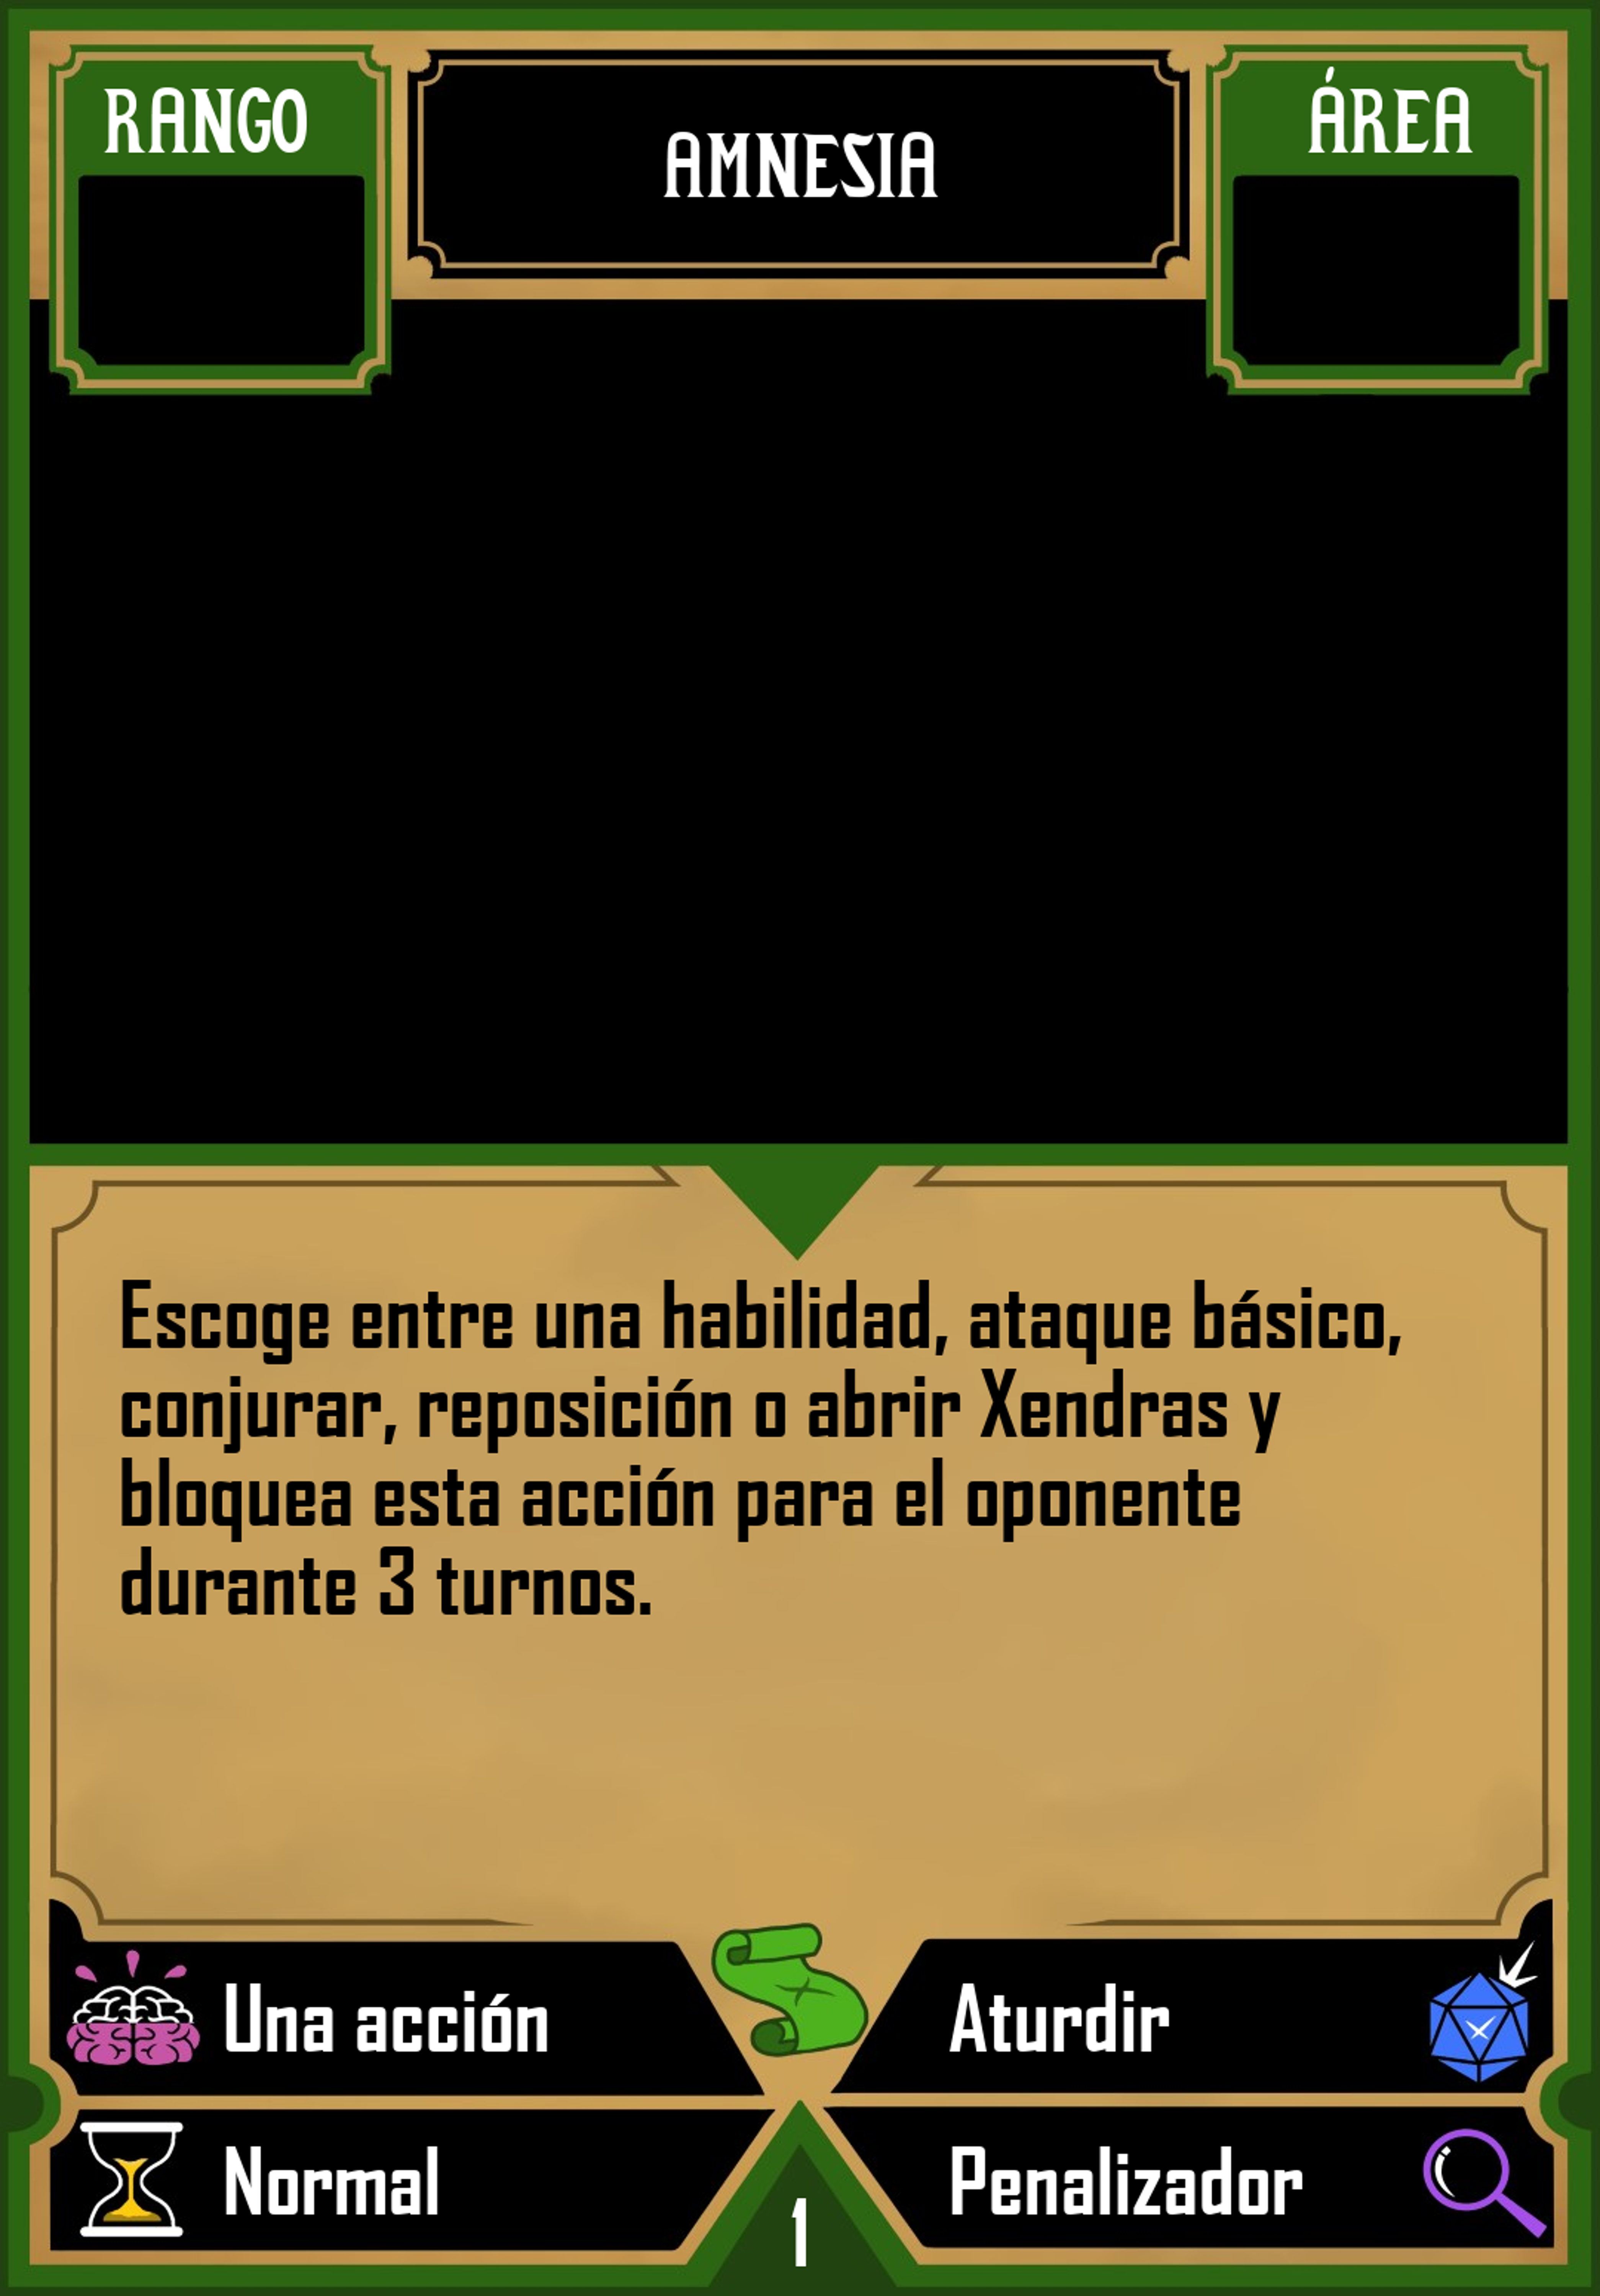 RANGO
AMNESIA
ÁREA
Escoge entre una habilidad, ataque básico,
conjurar, reposición o abrir Xendras y
bloquea esta acción para el oponente
durante 3 turnos.
Una acción
Aturdir
Normal
Penalizador
1